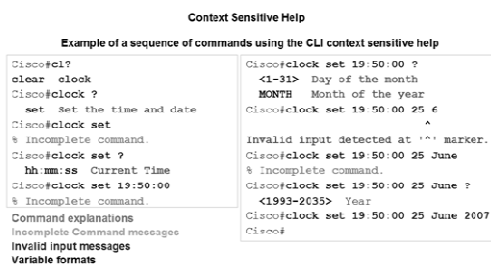 Context Sensitive Help
Example of a sequence of commands using the CLI context sensitive help
Cisco#cl?
clear clock
Cisco#clock ?
set Set the time and date
Cisco#clock set
% Incomplete command.
Cisco#clock set ?
hh:mm:ss Current Time
Cisco#clock set 19:50:00
% Incomplete command.
Command explanations
Incomplete Command messages
Invalid input messages
Variable formats
Cisco#clock set 19:50:00 ?
<1-31> Day of the month
MONTH Month of the year
Cisco#clock set 19:50:00 25 6
^
Invalid input detected at '^' marker.
Cisco#clock set 19:50:00 25 June
% Incomplete command.
Cisco#clock set 19:50:00 25 June ?
<1993-2035> Year
Cisco#clock set 19:50:00 25 June 2007
Cisco#